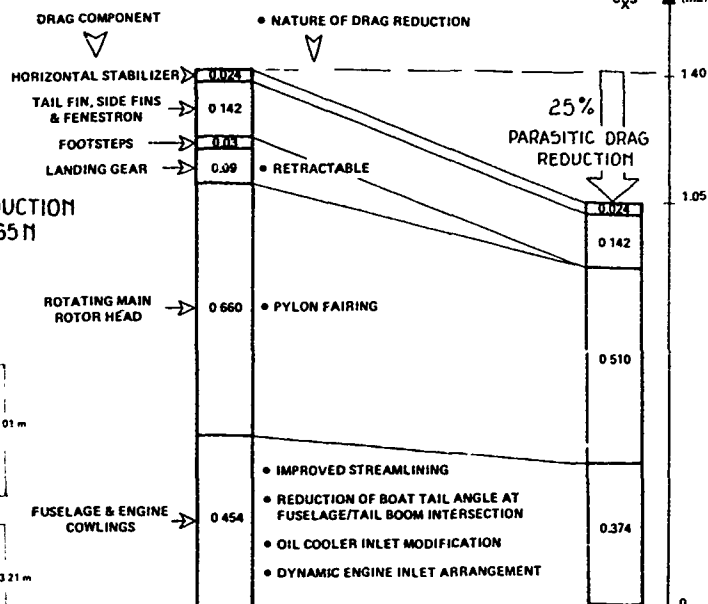 DRAG COMPONENT
• NATURE OF DRAG REDUCTION
HORIZONTAL STABILIZER
0.024
TAIL FIN, SIDE FINS
& FENESTRON
0 142
FOOTSTEPS
0.03
LANDING GEAR
0.09
• RETRACTABLE
ROTATING MAIN
ROTOR HEAD
0 660
• PYLON FAIRING
FUSELAGE & ENGINE
COWLINGS
0 454
• IMPROVED STREAMLINING
• REDUCTION OF BOAT TAIL ANGLE AT
FUSELAGE/TAIL BOOM INTERSECTION
• OIL COOLER INLET MODIFICATION
• DYNAMIC ENGINE INLET ARRANGEMENT
25%
PARASITIC DRAG
REDUCTION
0.024
0 142
0 510
0.374
1 40
1.05
0
UCTION
65 N
01 m
3 21 m